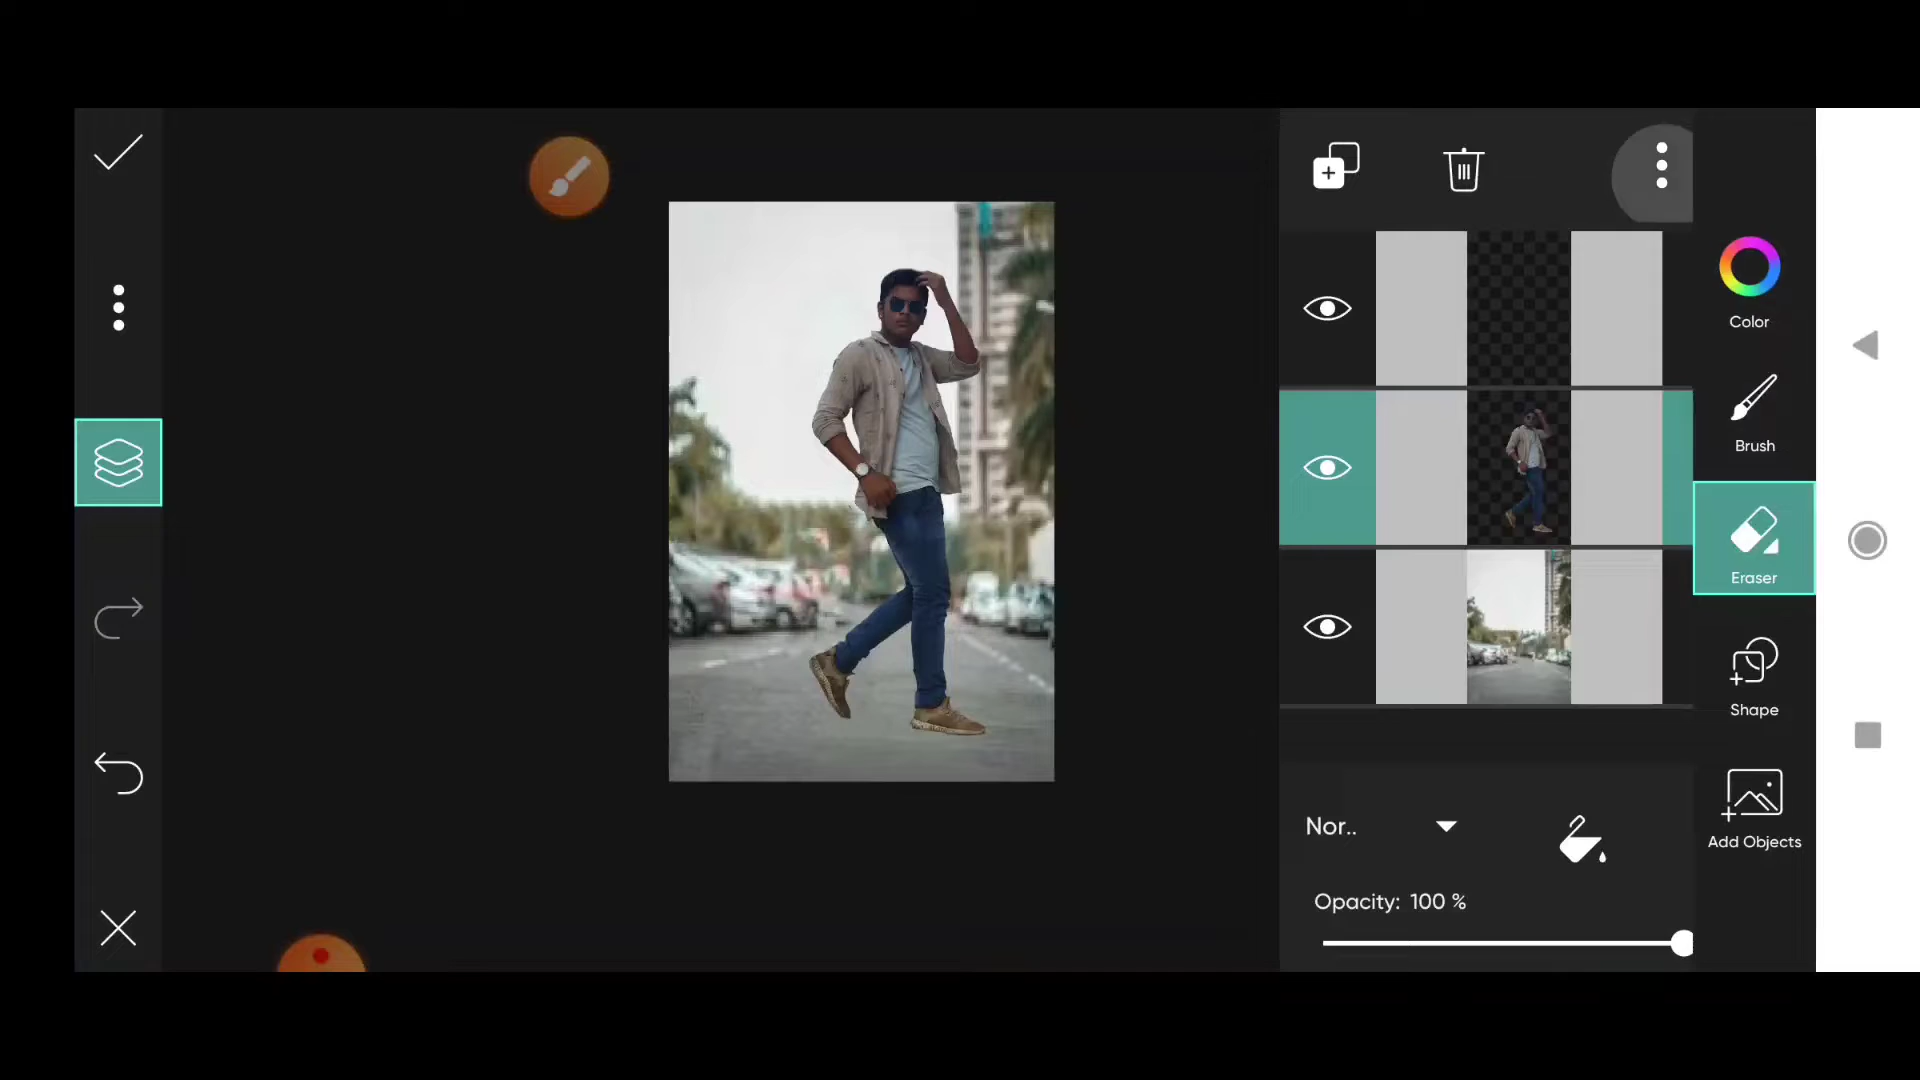 Color
Brush
Eraser
Shape
Add Objects
Nor..
Opacity: 100 %